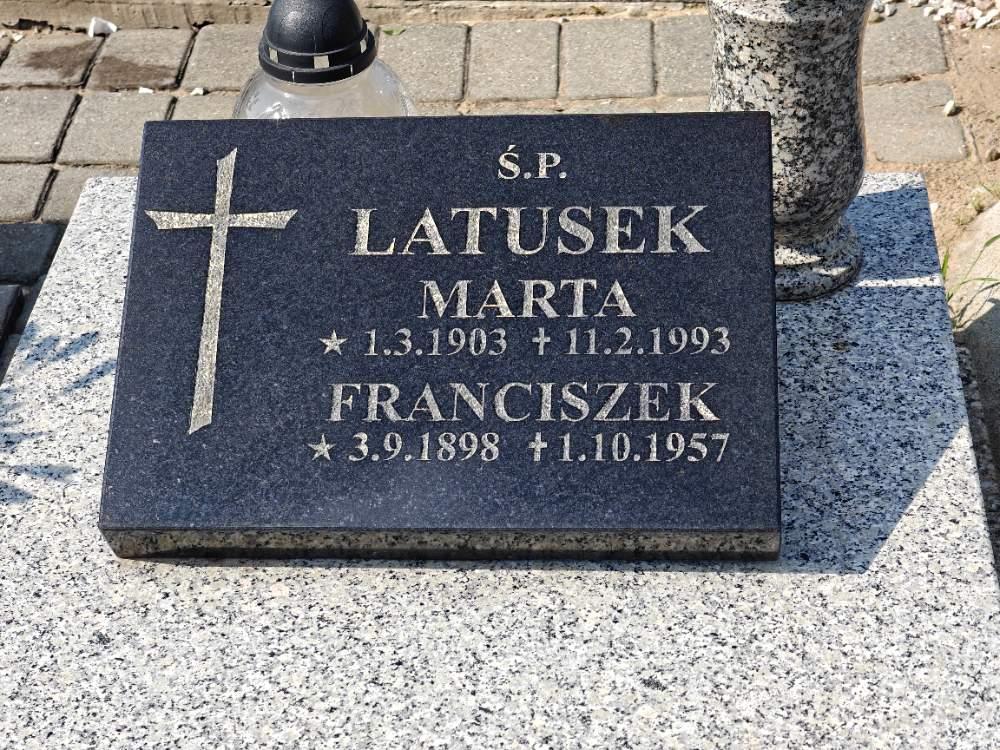 Ś.P.
LATUSEK
MARTA
★ 1.3.1903 ✝ 11.2.1993
FRANCISZEK
★ 3.9.1898 ✝ 1.10.1957